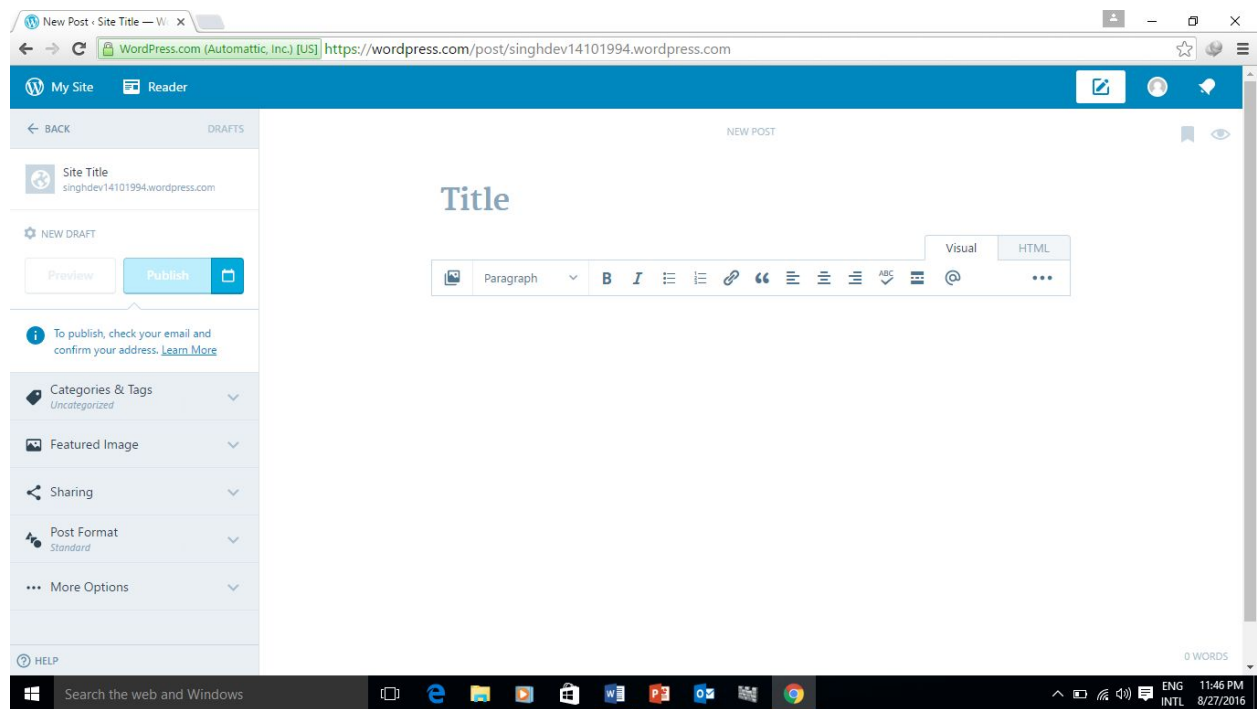 New Post ‹ Site Title — W
WordPress.com (Automattic, Inc.) [US] https://wordpress.com/post/singhdev14101994.wordpress.com
My Site Reader
BACK DRAFTS
NEW POST
Site Title
singhdev14101994.wordpress.com
Title
NEW DRAFT
Visual HTML
Preview Publish
Paragraph B I ABC
To publish, check your email and
confirm your address. Learn More
Categories & Tags
Uncategorized
Featured Image
Sharing
Post Format
Standard
More Options
HELP
0 WORDS
Search the web and Windows
ENG 11:46 PM
INTL 8/27/2016